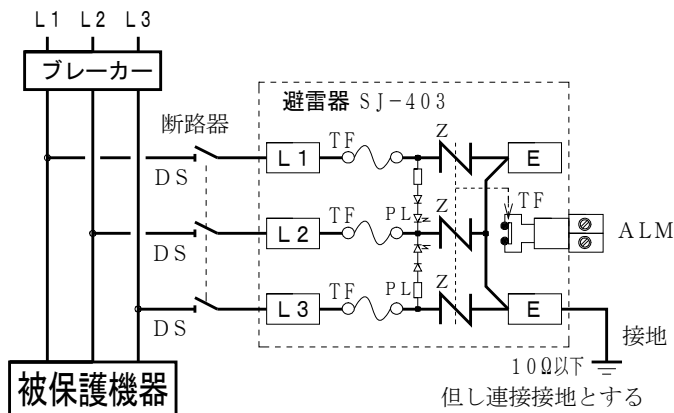 L1 L2 L3
ブレーカー
避雷器 SJ-403
断路器
DS
L1
TF
Z
E
TF
DS
L2
TF
PL
Z
ALM
DS
L3
TF
PL
Z
E
接地
10Ω以下
被保護機器
但し連接接地とする